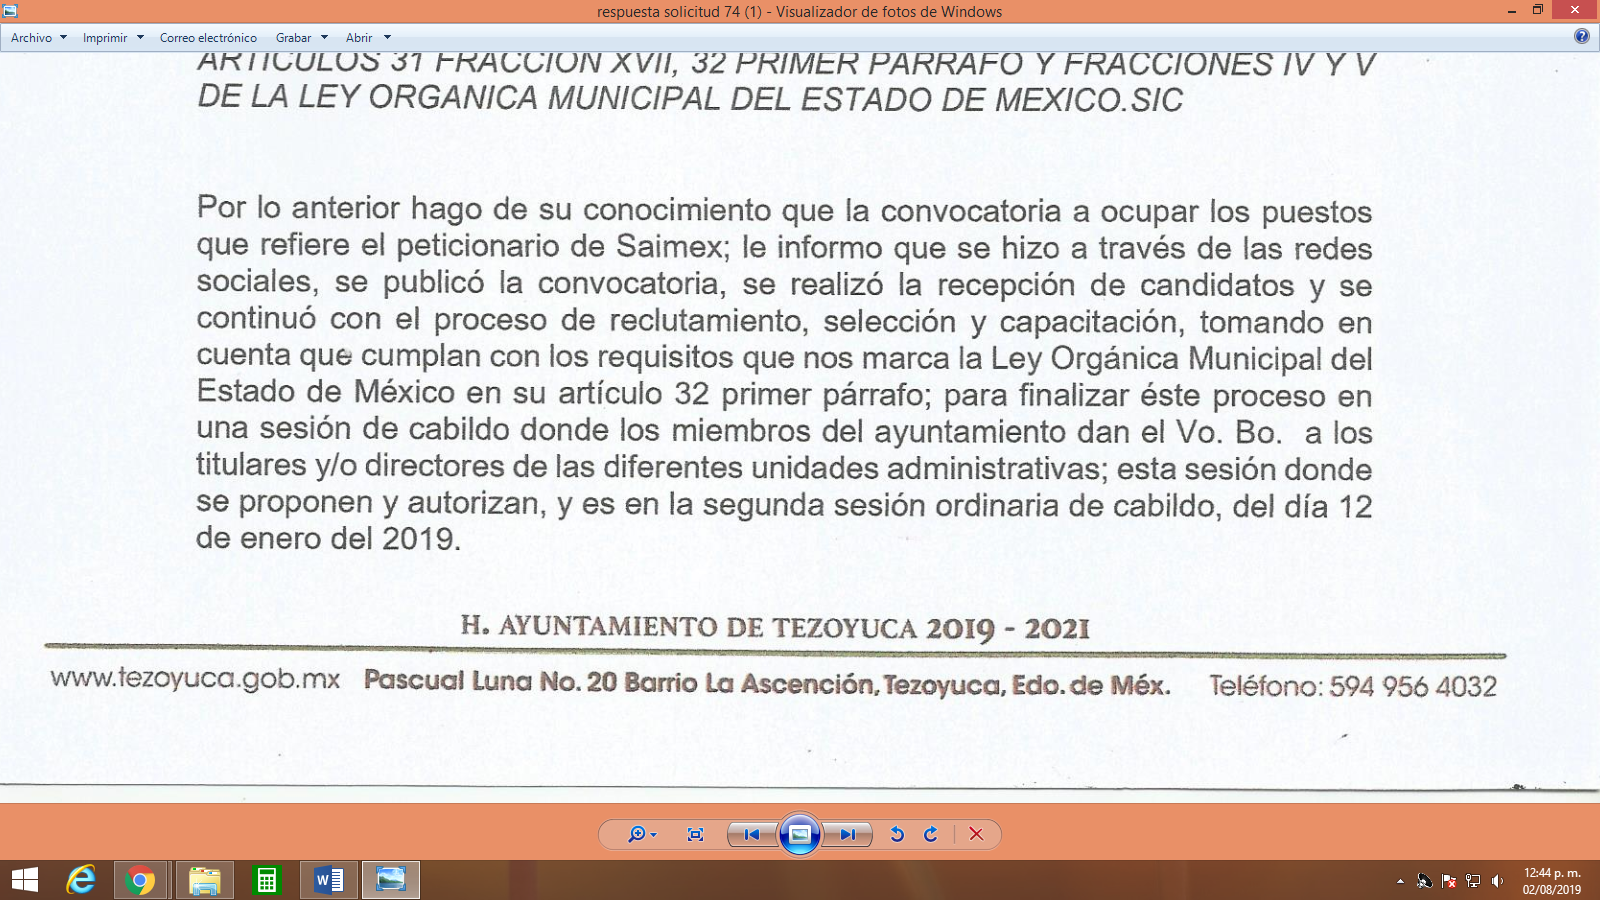 respuesta solicitud 74 (1) - Visualizador de fotos de Windows
Archivo Imprimir Correo electrónico Grabar Abrir
ARTICULOS 31 FRACCION XVII, 32 PRIMER PARRAFO Y FRACCIONES IV Y V
DE LA LEY ORGANICA MUNICIPAL DEL ESTADO DE MEXICO.SIC
Por lo anterior hago de su conocimiento que la convocatoria a ocupar los puestos
que refiere el peticionario de Saimex; le informo que se hizo a través de las redes
sociales, se publicó la convocatoria, se realizó la recepción de candidatos y se
continuó con el proceso de reclutamiento, selección y capacitación, tomando en
cuenta que cumplan con los requisitos que nos marca la Ley Orgánica Municipal del
Estado de México en su artículo 32 primer párrafo; para finalizar éste proceso en
una sesión de cabildo donde los miembros del ayuntamiento dan el Vo. Bo. a los
titulares y/o directores de las diferentes unidades administrativas; esta sesión donde
se proponen y autorizan, y es en la segunda sesión ordinaria de cabildo, del día 12
de enero del 2019.
H. AYUNTAMIENTO DE TEZOYUCA 2019 - 2021
www.tezoyuca.gob.mx Pascual Luna No. 20 Barrio La Ascención, Tezoyuca, Edo. de Méx. Teléfono: 594 956 4032
12:44 p. m.
02/08/2019